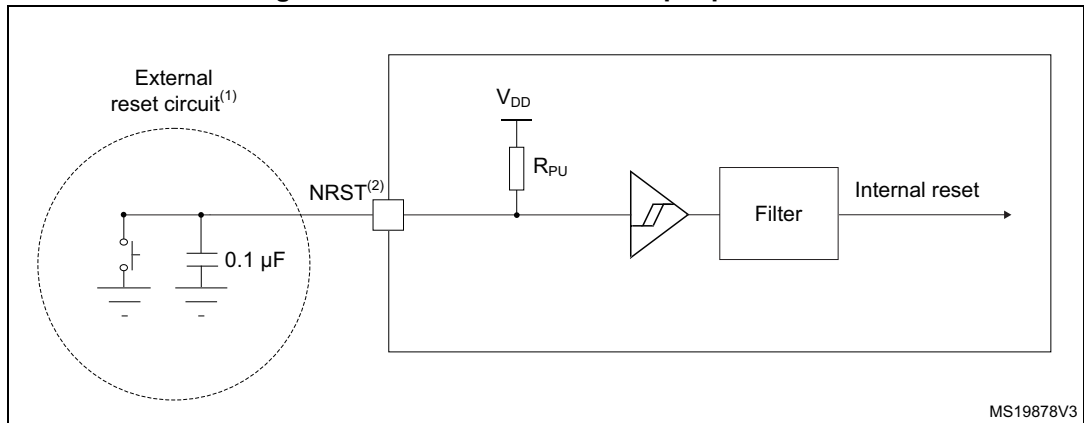 External
reset circuit(1)
VDD
RPU
NRST(2)
0.1 µF
Filter
Internal reset
MS19878V3